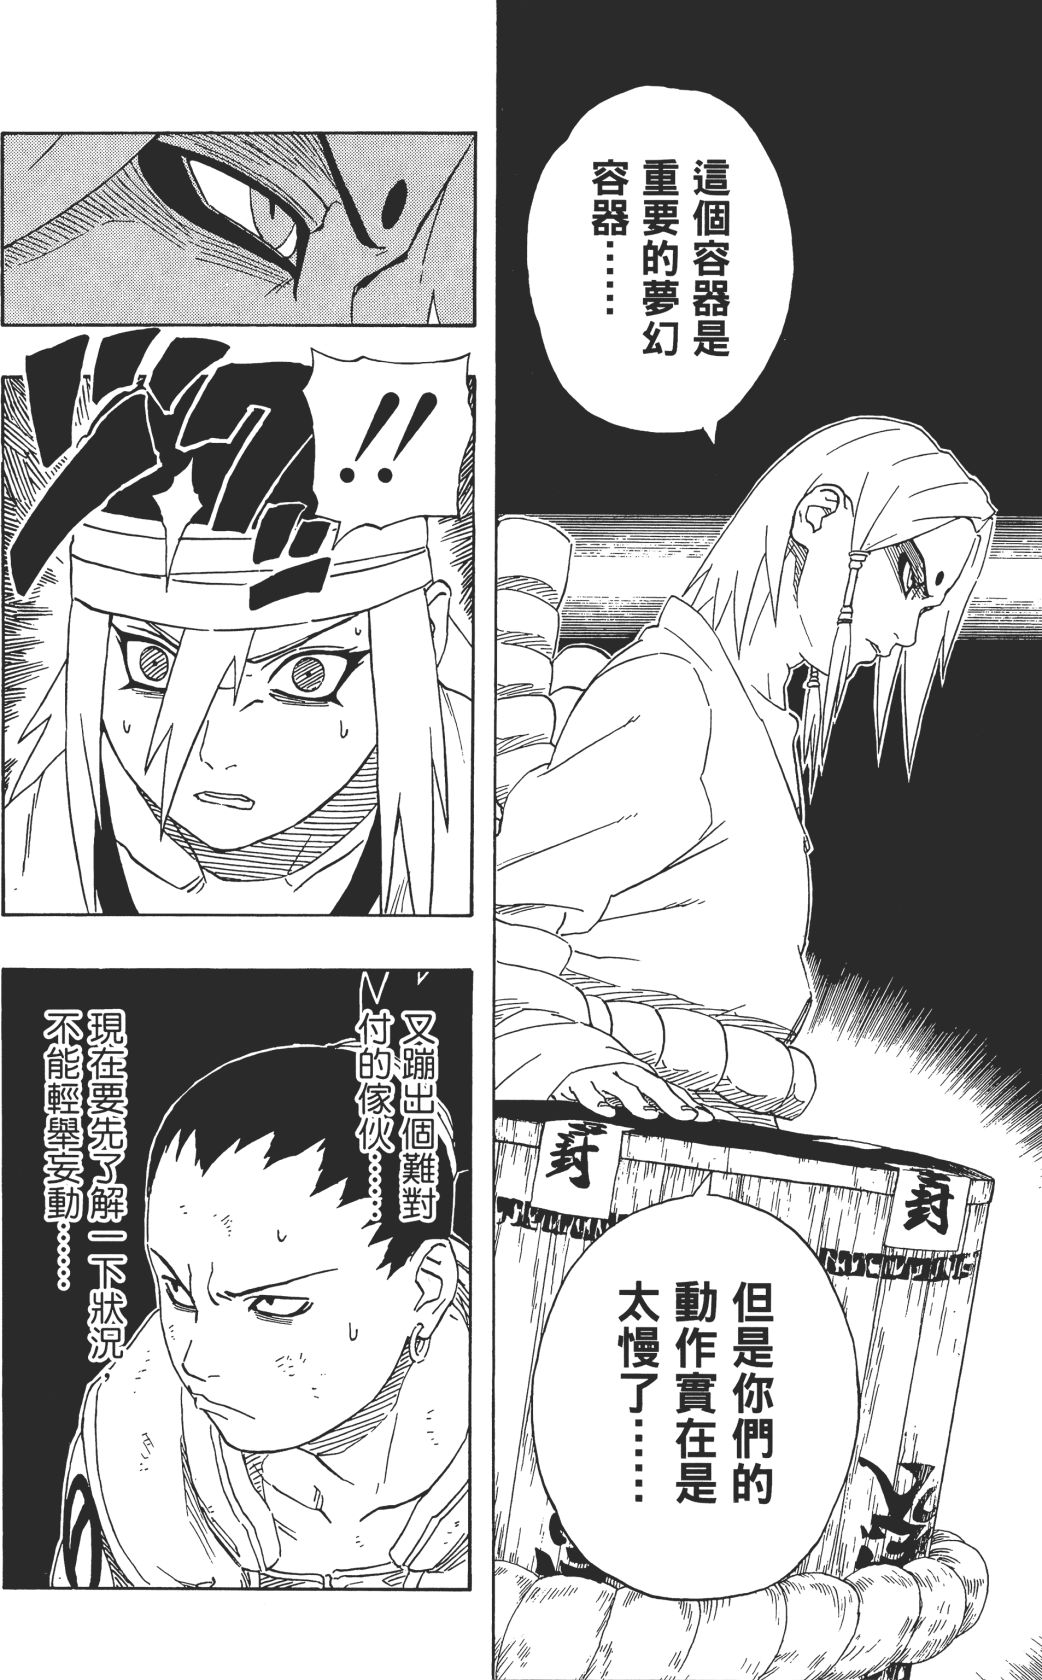 這個容器是
重要的夢幻
容器……
封
封
但是你們的
動作實在是
太慢了……
!!
又蹦出個難對
付的傢伙……
現在要先了解一下狀況，
不能輕舉妄動……